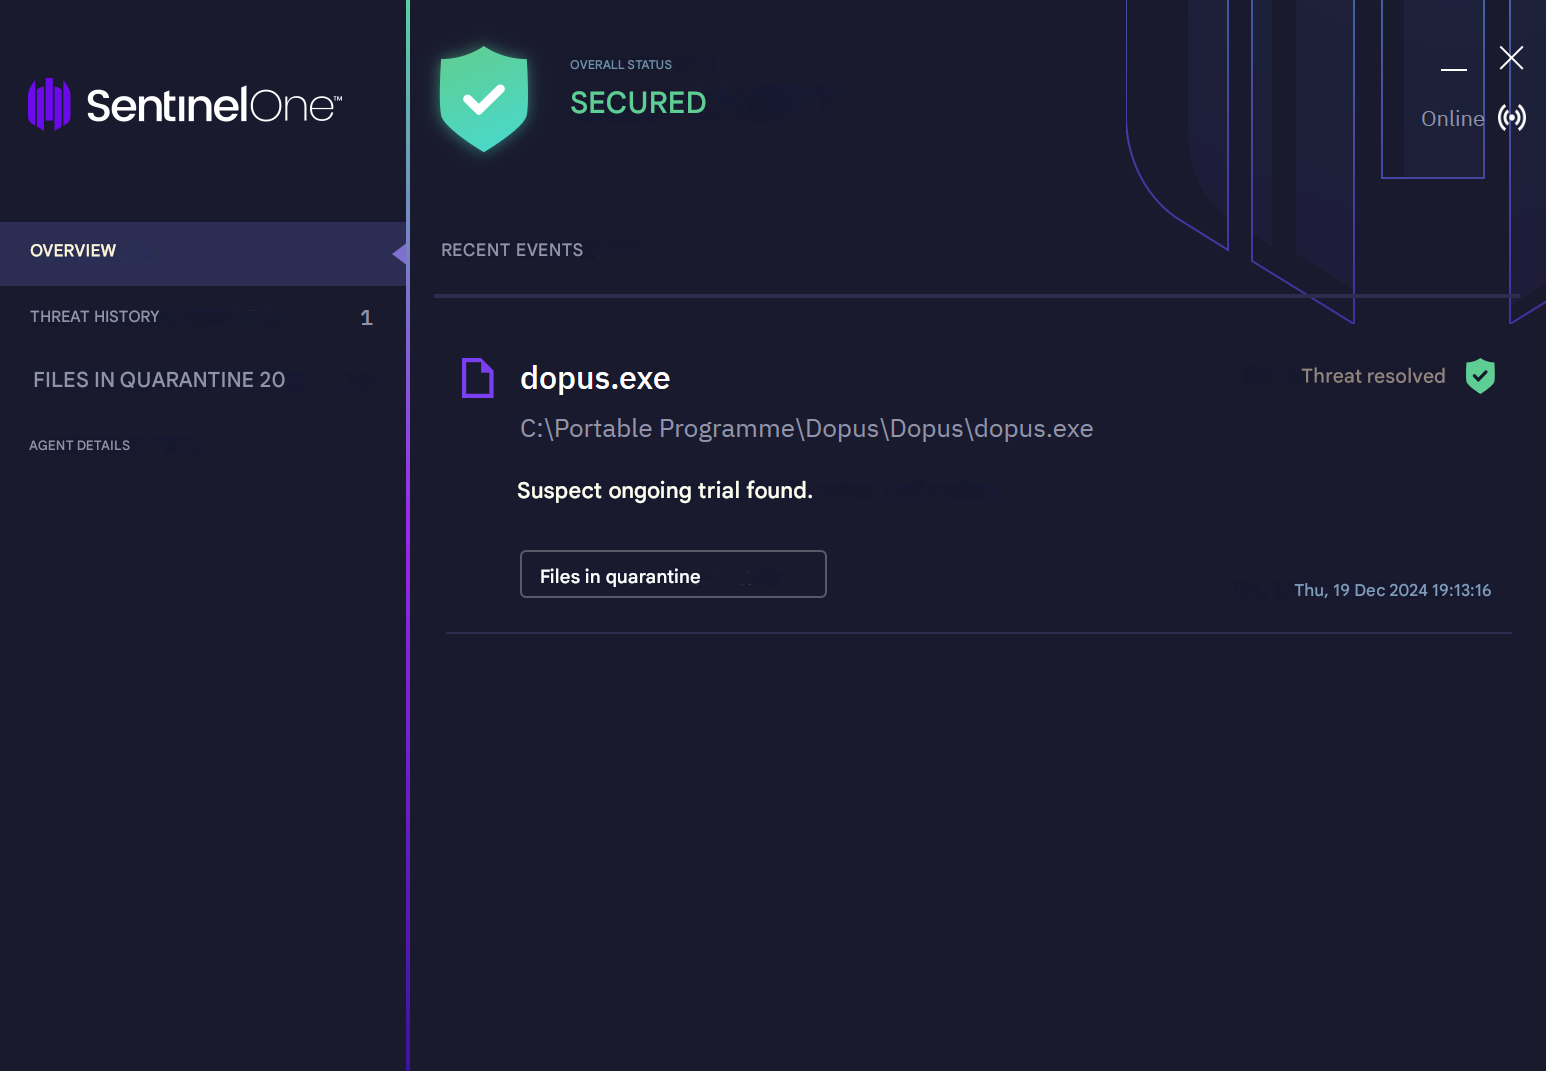 SentinelOne™
OVERALL STATUS
SECURED
Online
OVERVIEW
THREAT HISTORY 1
FILES IN QUARANTINE 20
AGENT DETAILS
RECENT EVENTS
dopus.exe
Threat resolved
C:\Portable Programme\Dopus\Dopus\dopus.exe
Suspect ongoing trial found.
Files in quarantine
Thu, 19 Dec 2024 19:13:16